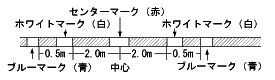 センターマーク（赤）
ホワイトマーク（白） ホワイトマーク（白）
0.5m 2.0m 2.0m 0.5m
ブルーマーク（青） 中心 ブルーマーク（青）